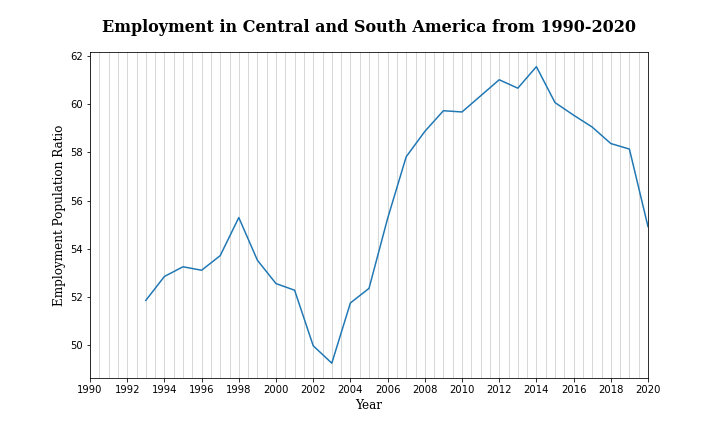 Employment in Central and South America from 1990-2020
62
60
58
56
54
52
50
Employment Population Ratio
1990 1992 1994 1996 1998 2000 2002 2004 2006 2008 2010 2012 2014 2016 2018 2020
Year